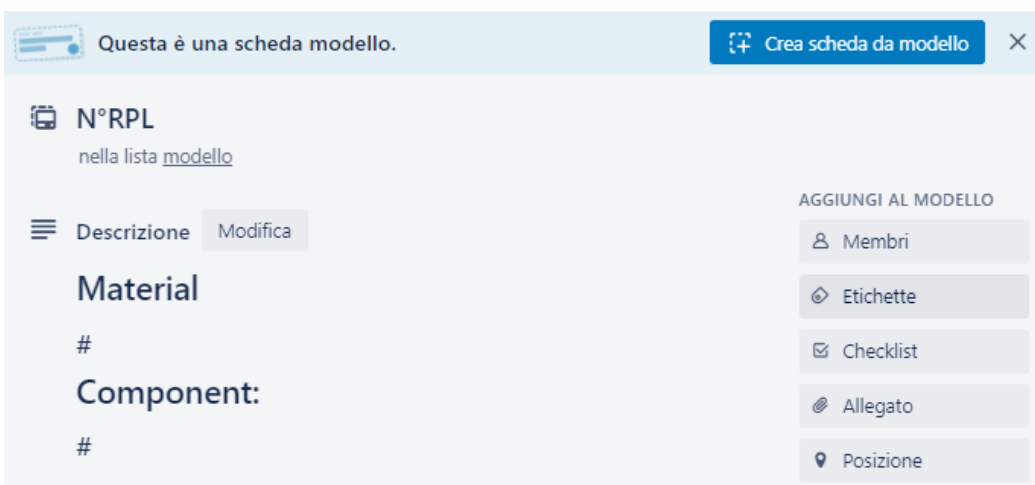 Questa è una scheda modello.
Crea scheda da modello
N°RPL
nella lista modello
Descrizione Modifica
Material
#
Component:
#
AGGIUNGI AL MODELLO
Membri
Etichette
Checklist
Allegato
Posizione